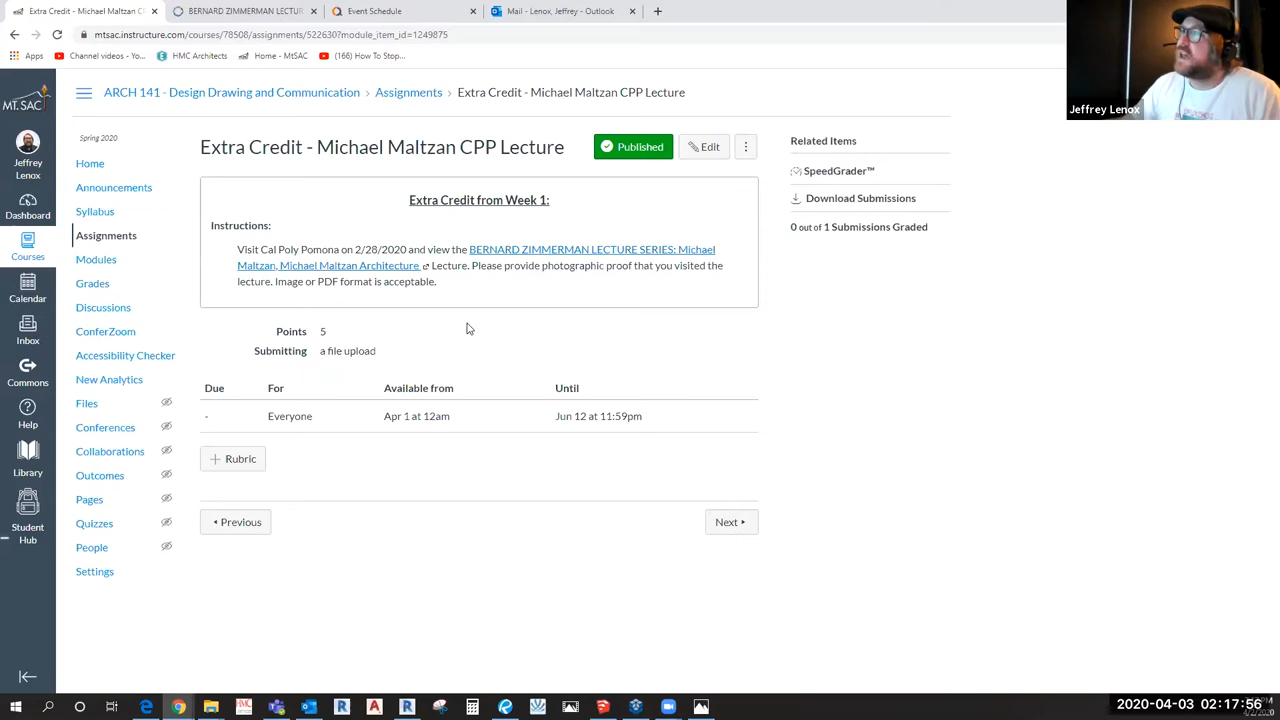 Extra Credit - Michael Maltzan CP
BERNARD ZIMMERMAN LECTUR
Event Schedule
Mail - Lenox, Jeffrey - Outlook
mtsac.instructure.com/courses/78508/assignments/522630?module_item_id=1249875
Apps
Channel videos - Yo...
HMC Architects
Home - MtSAC
(166) How To Stop...
Jeffrey Lenox
MT.SAC
Jeffrey
Lenox
Dashboard
Courses
Calendar
Inbox
Commons
Help
Library
Student
Hub
ARCH 141 - Design Drawing and Communication > Assignments > Extra Credit - Michael Maltzan CPP Lecture
Spring 2020
Home
Announcements
Syllabus
Assignments
Modules
Grades
Discussions
ConferZoom
Accessibility Checker
New Analytics
Files
Conferences
Collaborations
Outcomes
Pages
Quizzes
People
Settings
Extra Credit - Michael Maltzan CPP Lecture
Published
Edit
Extra Credit from Week 1:
Instructions:
Visit Cal Poly Pomona on 2/28/2020 and view the BERNARD ZIMMERMAN LECTURE SERIES: Michael
Maltzan, Michael Maltzan Architecture Lecture. Please provide photographic proof that you visited the
lecture. Image or PDF format is acceptable.
Points 5
Submitting a file upload
Due For Available from Until
- Everyone Apr 1 at 12am Jun 12 at 11:59pm
+ Rubric
Previous
Next
Related Items
SpeedGrader™
Download Submissions
0 out of 1 Submissions Graded
2020-04-03 02:17:56